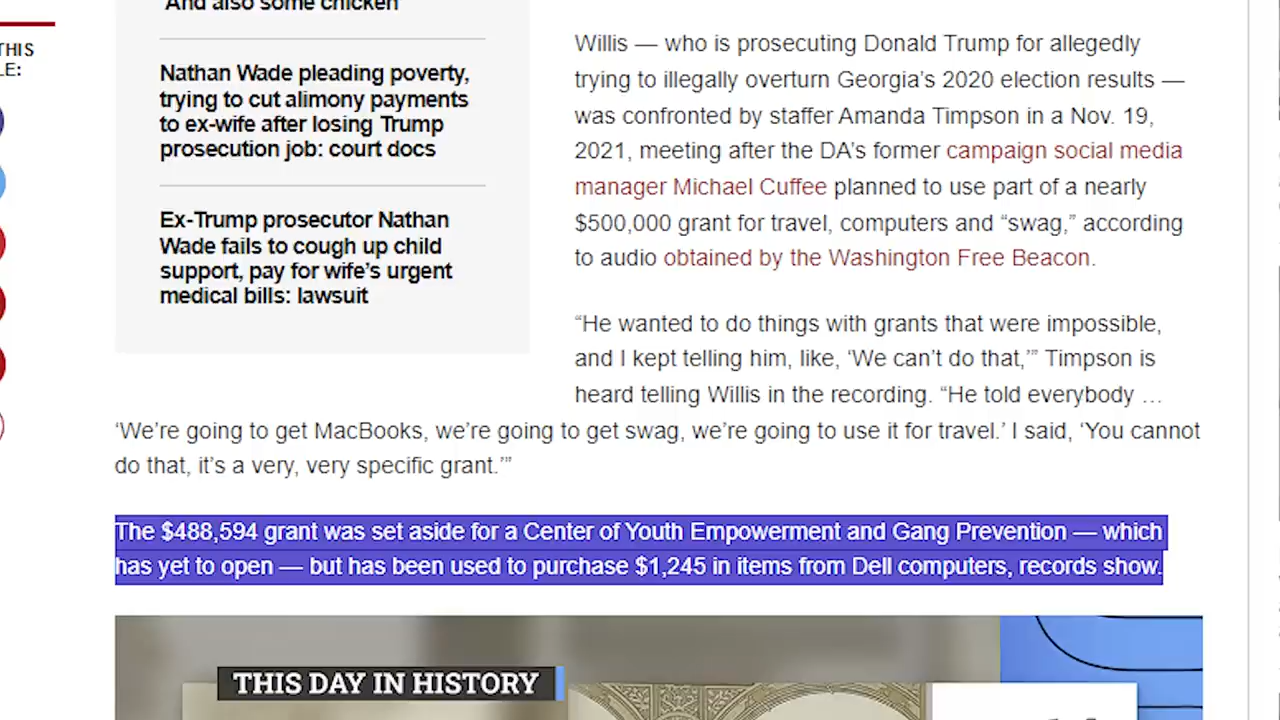 'And also some chicken'
THIS
LE:
Nathan Wade pleading poverty,
trying to cut alimony payments
to ex-wife after losing Trump
prosecution job: court docs
Ex-Trump prosecutor Nathan
Wade fails to cough up child
support, pay for wife’s urgent
medical bills: lawsuit
Willis — who is prosecuting Donald Trump for allegedly
trying to illegally overturn Georgia’s 2020 election results —
was confronted by staffer Amanda Timpson in a Nov. 19,
2021, meeting after the DA’s former campaign social media
manager Michael Cuffee planned to use part of a nearly
$500,000 grant for travel, computers and “swag,” according
to audio obtained by the Washington Free Beacon.
“He wanted to do things with grants that were impossible,
and I kept telling him, like, ‘We can’t do that,’” Timpson is
heard telling Willis in the recording. “He told everybody …
‘We’re going to get MacBooks, we’re going to get swag, we’re going to use it for travel.’ I said, ‘You cannot
do that, it’s a very, very specific grant.’”
The $488,594 grant was set aside for a Center of Youth Empowerment and Gang Prevention — which
has yet to open — but has been used to purchase $1,245 in items from Dell computers, records show.
THIS DAY IN HISTORY